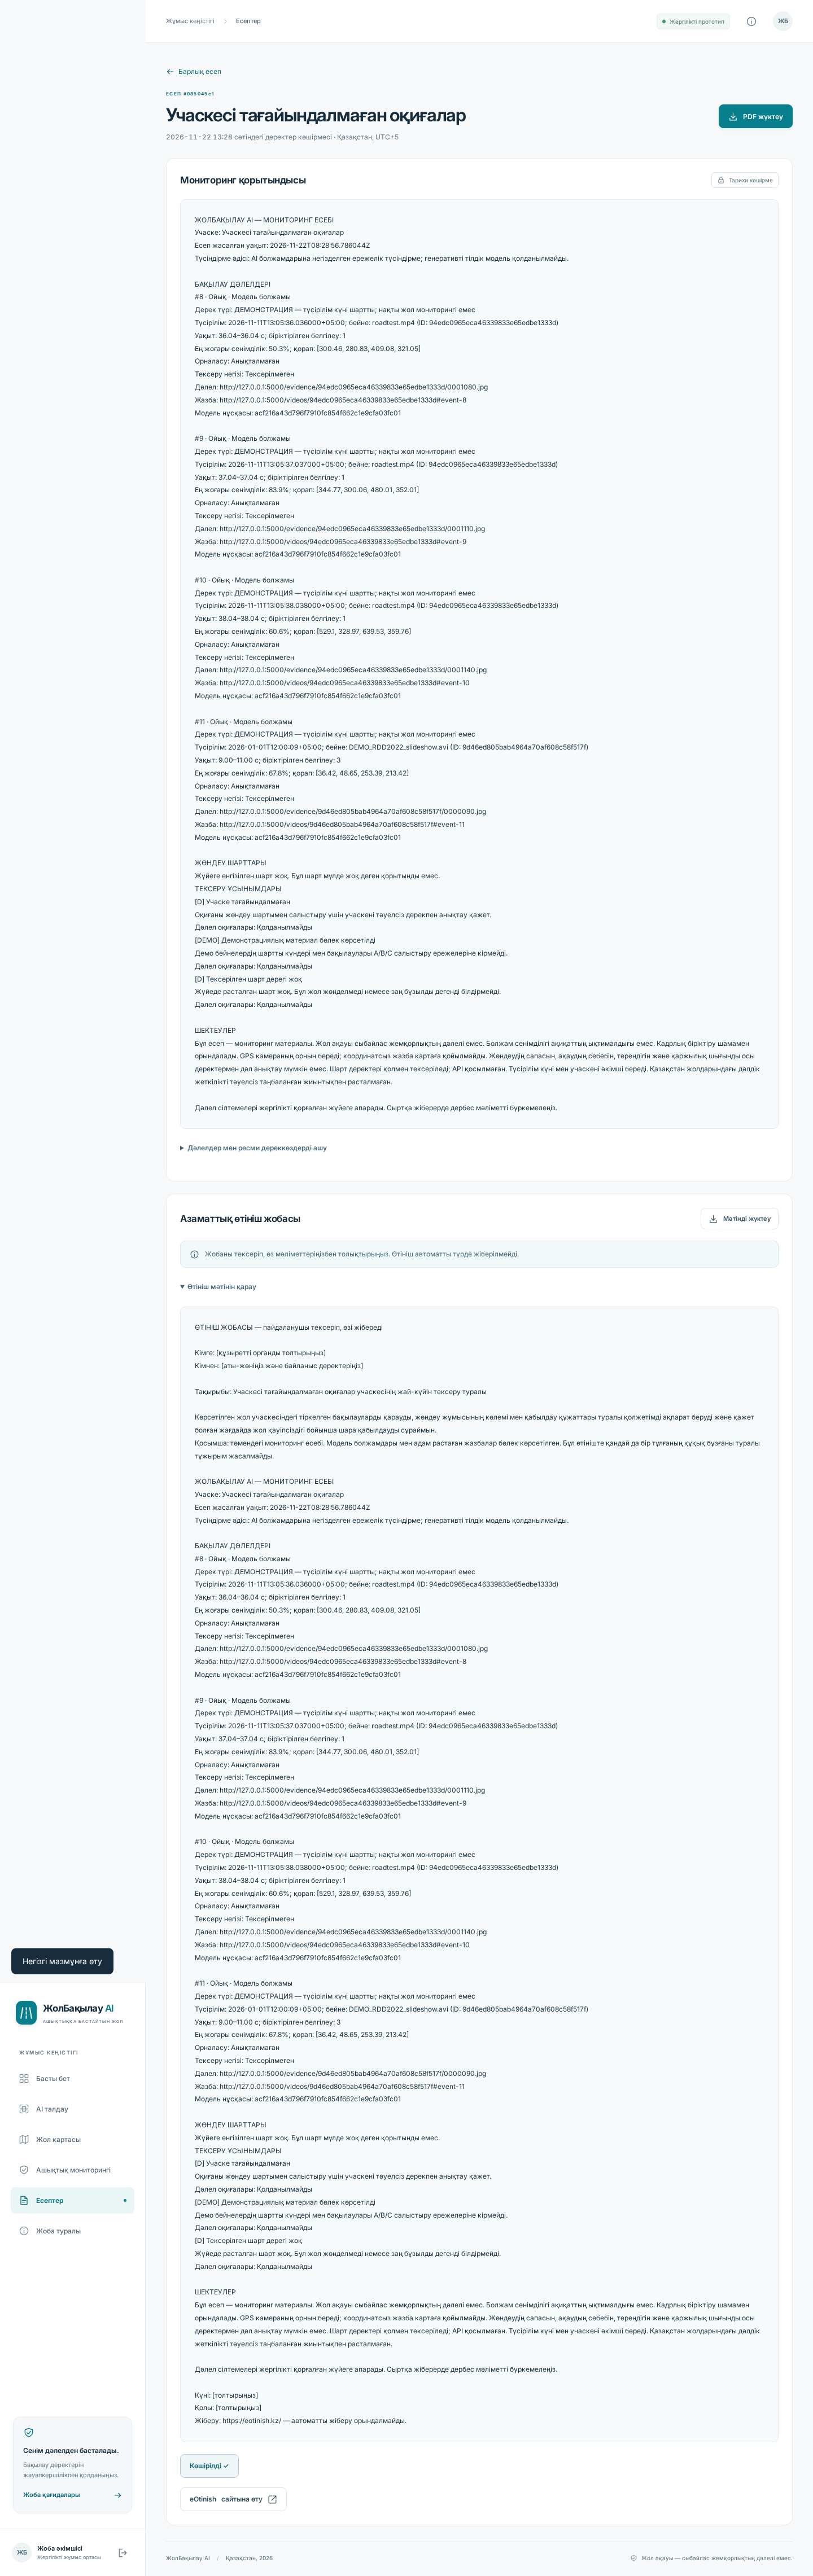 Жұмыс кеңістігі > Есептер
Жергілікті прототип
ЖБ
← Барлық есеп
ЕСЕП #085045e1
Учаскесі тағайындалмаған оқиғалар
PDF жүктеу
2026-11-22 13:28 сәтіндегі деректер көшірмесі · Қазақстан, UTC+5
Мониторинг қорытындысы
Тарихи көшірме
ЖОЛБАҚЫЛАУ AI — МОНИТОРИНГ ЕСЕБІ
Учаске: Учаскесі тағайындалмаған оқиғалар
Есеп жасалған уақыт: 2026-11-22T08:28:56.786044Z
Түсіндірме әдісі: AI болжамдарына негізделген ережелік түсіндірме; генеративті тілдік модель қолданылмайды.
БАҚЫЛАУ ДӘЛЕЛДЕРІ
#8 · Ойық · Модель болжамы
Дерек түрі: ДЕМОНСТРАЦИЯ — түсірілім күні шартты; нақты жол мониторингі емес
Түсірілім: 2026-11-11T13:05:36.036000+05:00; бейне: roadtest.mp4 (ID: 94edc0965eca46339833e65edbe1333d)
Уақыт: 36.04–36.04 с; біріктірілген белгілеу: 1
Ең жоғары сенімділік: 50.3%; қорап: [300.46, 280.83, 409.08, 321.05]
Орналасу: Анықталмаған
Тексеру негізі: Тексерілмеген
Дәлел: http://127.0.0.1:5000/evidence/94edc0965eca46339833e65edbe1333d/0001080.jpg
Жазба: http://127.0.0.1:5000/videos/94edc0965eca46339833e65edbe1333d#event-8
Модель нұсқасы: acf216a43d796f7910fc854f662c1e9cfa03fc01
#9 · Ойық · Модель болжамы
Дерек түрі: ДЕМОНСТРАЦИЯ — түсірілім күні шартты; нақты жол мониторингі емес
Түсірілім: 2026-11-11T13:05:37.037000+05:00; бейне: roadtest.mp4 (ID: 94edc0965eca46339833e65edbe1333d)
Уақыт: 37.04–37.04 с; біріктірілген белгілеу: 1
Ең жоғары сенімділік: 83.9%; қорап: [344.77, 300.06, 480.01, 352.01]
Орналасу: Анықталмаған
Тексеру негізі: Тексерілмеген
Дәлел: http://127.0.0.1:5000/evidence/94edc0965eca46339833e65edbe1333d/0001110.jpg
Жазба: http://127.0.0.1:5000/videos/94edc0965eca46339833e65edbe1333d#event-9
Модель нұсқасы: acf216a43d796f7910fc854f662c1e9cfa03fc01
#10 · Ойық · Модель болжамы
Дерек түрі: ДЕМОНСТРАЦИЯ — түсірілім күні шартты; нақты жол мониторингі емес
Түсірілім: 2026-11-11T13:05:38.038000+05:00; бейне: roadtest.mp4 (ID: 94edc0965eca46339833e65edbe1333d)
Уақыт: 38.04–38.04 с; біріктірілген белгілеу: 1
Ең жоғары сенімділік: 60.6%; қорап: [529.1, 328.97, 639.53, 359.76]
Орналасу: Анықталмаған
Тексеру негізі: Тексерілмеген
Дәлел: http://127.0.0.1:5000/evidence/94edc0965eca46339833e65edbe1333d/0001140.jpg
Жазба: http://127.0.0.1:5000/videos/94edc0965eca46339833e65edbe1333d#event-10
Модель нұсқасы: acf216a43d796f7910fc854f662c1e9cfa03fc01
#11 · Ойық · Модель болжамы
Дерек түрі: ДЕМОНСТРАЦИЯ — түсірілім күні шартты; нақты жол мониторингі емес
Түсірілім: 2026-01-01T12:00:09+05:00; бейне: DEMO_RDD2022_slideshow.avi (ID: 9d46ed805bab4964a70af608c58f517f)
Уақыт: 9.00–11.00 с; біріктірілген белгілеу: 3
Ең жоғары сенімділік: 67.8%; қорап: [36.42, 48.65, 253.39, 213.42]
Орналасу: Анықталмаған
Тексеру негізі: Тексерілмеген
Дәлел: http://127.0.0.1:5000/evidence/9d46ed805bab4964a70af608c58f517f/0000090.jpg
Жазба: http://127.0.0.1:5000/videos/9d46ed805bab4964a70af608c58f517f#event-11
Модель нұсқасы: acf216a43d796f7910fc854f662c1e9cfa03fc01
ЖӨНДЕУ ШАРТТАРЫ
Жүйеге енгізілген шарт жоқ. Бұл шарт мүлде жоқ деген қорытынды емес.
ТЕКСЕРУ ҰСЫНЫМДАРЫ
[D] Учаске тағайындалмаған
Оқиғаны жөндеу шартымен салыстыру үшін учаскені тәуелсіз дерекпен анықтау қажет.
Дәлел оқиғалары: Қолданылмайды
[DEMO] Демонстрациялық материал бөлек көрсетілді
Демо бейнелердің шартты күндері мен бақылаулары A/B/C салыстыру ережелеріне кірмейді.
Дәлел оқиғалары: Қолданылмайды
[D] Тексерілген шарт дерегі жоқ
Жүйеде расталған шарт жоқ. Бұл жол жөнделмеді немесе заң бұзылды дегенді білдірмейді.
Дәлел оқиғалары: Қолданылмайды
ШЕКТЕУЛЕР
Бұл есеп — мониторинг материалы. Жол ақауы сыбайлас жемқорлықтың дәлелі емес. Болжам сенімділігі ақиқаттың ықтималдығы емес. Кадрлық біріктіру шамамен
орындалады. GPS камераның орнын береді; координатсыз жазба картаға қойылмайды. Жөндеудің сапасын, ақаудың себебін, тереңдігін және қаржылық шығынды осы
деректермен дәл анықтау мүмкін емес. Шарт деректері қолмен тексеріледі; API қосылмаған. Түсірілім күні мен учаскені әкімші береді. Қазақстан жолдарындағы дәлдік
жеткілікті тәуелсіз таңбаланған жиынтықпен расталмаған.
Дәлел сілтемелері жергілікті қорғалған жүйеге апарады. Сыртқа жіберерде дербес мәліметті бүркемелеңіз.
▶ Дәлелдер мен ресми дереккөздерді ашу
Азаматтық өтініш жобасы
Мәтінді жүктеу
Жобаны тексеріп, өз мәліметтеріңізбен толықтырыңыз. Өтініш автоматты түрде жіберілмейді.
▼ Өтініш мәтінін қарау
ӨТІНІШ ЖОБАСЫ — пайдаланушы тексеріп, өзі жібереді
Кімге: [құзыретті органды толтырыңыз]
Кімнен: [аты-жөніңіз және байланыс деректеріңіз]
Тақырыбы: Учаскесі тағайындалмаған оқиғалар учаскесінің жай-күйін тексеру туралы
Көрсетілген жол учаскесіндегі тіркелген бақылауларды қарауды, жөндеу жұмысының көлемі мен қабылдау құжаттары туралы қолжетімді ақпарат беруді және қажет
болған жағдайда жол қауіпсіздігі бойынша шара қабылдауды сұраймын.
Қосымша: төмендегі мониторинг есебі. Модель болжамдары мен адам растаған жазбалар бөлек көрсетілген. Бұл өтініште қандай да бір тұлғаның құқық бұзғаны туралы
тұжырым жасалмайды.
ЖОЛБАҚЫЛАУ AI — МОНИТОРИНГ ЕСЕБІ
Учаске: Учаскесі тағайындалмаған оқиғалар
Есеп жасалған уақыт: 2026-11-22T08:28:56.786044Z
Түсіндірме әдісі: AI болжамдарына негізделген ережелік түсіндірме; генеративті тілдік модель қолданылмайды.
БАҚЫЛАУ ДӘЛЕЛДЕРІ
#8 · Ойық · Модель болжамы
Дерек түрі: ДЕМОНСТРАЦИЯ — түсірілім күні шартты; нақты жол мониторингі емес
Түсірілім: 2026-11-11T13:05:36.036000+05:00; бейне: roadtest.mp4 (ID: 94edc0965eca46339833e65edbe1333d)
Уақыт: 36.04–36.04 с; біріктірілген белгілеу: 1
Ең жоғары сенімділік: 50.3%; қорап: [300.46, 280.83, 409.08, 321.05]
Орналасу: Анықталмаған
Тексеру негізі: Тексерілмеген
Дәлел: http://127.0.0.1:5000/evidence/94edc0965eca46339833e65edbe1333d/0001080.jpg
Жазба: http://127.0.0.1:5000/videos/94edc0965eca46339833e65edbe1333d#event-8
Модель нұсқасы: acf216a43d796f7910fc854f662c1e9cfa03fc01
#9 · Ойық · Модель болжамы
Дерек түрі: ДЕМОНСТРАЦИЯ — түсірілім күні шартты; нақты жол мониторингі емес
Түсірілім: 2026-11-11T13:05:37.037000+05:00; бейне: roadtest.mp4 (ID: 94edc0965eca46339833e65edbe1333d)
Уақыт: 37.04–37.04 с; біріктірілген белгілеу: 1
Ең жоғары сенімділік: 83.9%; қорап: [344.77, 300.06, 480.01, 352.01]
Орналасу: Анықталмаған
Тексеру негізі: Тексерілмеген
Дәлел: http://127.0.0.1:5000/evidence/94edc0965eca46339833e65edbe1333d/0001110.jpg
Жазба: http://127.0.0.1:5000/videos/94edc0965eca46339833e65edbe1333d#event-9
Модель нұсқасы: acf216a43d796f7910fc854f662c1e9cfa03fc01
#10 · Ойық · Модель болжамы
Дерек түрі: ДЕМОНСТРАЦИЯ — түсірілім күні шартты; нақты жол мониторингі емес
Түсірілім: 2026-11-11T13:05:38.038000+05:00; бейне: roadtest.mp4 (ID: 94edc0965eca46339833e65edbe1333d)
Уақыт: 38.04–38.04 с; біріктірілген белгілеу: 1
Ең жоғары сенімділік: 60.6%; қорап: [529.1, 328.97, 639.53, 359.76]
Орналасу: Анықталмаған
Тексеру негізі: Тексерілмеген
Дәлел: http://127.0.0.1:5000/evidence/94edc0965eca46339833e65edbe1333d/0001140.jpg
Жазба: http://127.0.0.1:5000/videos/94edc0965eca46339833e65edbe1333d#event-10
Модель нұсқасы: acf216a43d796f7910fc854f662c1e9cfa03fc01
#11 · Ойық · Модель болжамы
Дерек түрі: ДЕМОНСТРАЦИЯ — түсірілім күні шартты; нақты жол мониторингі емес
Түсірілім: 2026-01-01T12:00:09+05:00; бейне: DEMO_RDD2022_slideshow.avi (ID: 9d46ed805bab4964a70af608c58f517f)
Уақыт: 9.00–11.00 с; біріктірілген белгілеу: 3
Ең жоғары сенімділік: 67.8%; қорап: [36.42, 48.65, 253.39, 213.42]
Орналасу: Анықталмаған
Тексеру негізі: Тексерілмеген
Дәлел: http://127.0.0.1:5000/evidence/9d46ed805bab4964a70af608c58f517f/0000090.jpg
Жазба: http://127.0.0.1:5000/videos/9d46ed805bab4964a70af608c58f517f#event-11
Модель нұсқасы: acf216a43d796f7910fc854f662c1e9cfa03fc01
ЖӨНДЕУ ШАРТТАРЫ
Жүйеге енгізілген шарт жоқ. Бұл шарт мүлде жоқ деген қорытынды емес.
ТЕКСЕРУ ҰСЫНЫМДАРЫ
[D] Учаске тағайындалмаған
Оқиғаны жөндеу шартымен салыстыру үшін учаскені тәуелсіз дерекпен анықтау қажет.
Дәлел оқиғалары: Қолданылмайды
[DEMO] Демонстрациялық материал бөлек көрсетілді
Демо бейнелердің шартты күндері мен бақылаулары A/B/C салыстыру ережелеріне кірмейді.
Дәлел оқиғалары: Қолданылмайды
[D] Тексерілген шарт дерегі жоқ
Жүйеде расталған шарт жоқ. Бұл жол жөнделмеді немесе заң бұзылды дегенді білдірмейді.
Дәлел оқиғалары: Қолданылмайды
ШЕКТЕУЛЕР
Бұл есеп — мониторинг материалы. Жол ақауы сыбайлас жемқорлықтың дәлелі емес. Болжам сенімділігі ақиқаттың ықтималдығы емес. Кадрлық біріктіру шамамен
орындалады. GPS камераның орнын береді; координатсыз жазба картаға қойылмайды. Жөндеудің сапасын, ақаудың себебін, тереңдігін және қаржылық шығынды осы
деректермен дәл анықтау мүмкін емес. Шарт деректері қолмен тексеріледі; API қосылмаған. Түсірілім күні мен учаскені әкімші береді. Қазақстан жолдарындағы дәлдік
жеткілікті тәуелсіз таңбаланған жиынтықпен расталмаған.
Дәлел сілтемелері жергілікті қорғалған жүйеге апарады. Сыртқа жіберерде дербес мәліметті бүркемелеңіз.
Күні: [толтырыңыз]
Қолы: [толтырыңыз]
Жіберу: https://eotinish.kz/ — автоматты жіберу орындалмайды.
Көшірілді ✓
eOtinish сайтына өту
Негізгі мазмұнға өту
ЖолБақылау AI
АШЫҚТЫҚҚА БАСТАЙТЫН ЖОЛ
ЖҰМЫС КЕҢІСТІГІ
Басты бет
AI талдау
Жол картасы
Ашықтық мониторингі
Есептер
Жоба туралы
Сенім дәлелден басталады.
Бақылау деректерін
жауапкершілікпен қолданыңыз.
Жоба қағидалары →
ЖБ
Жоба әкімшісі
Жергілікті жұмыс ортасы
ЖолБақылау AI / Қазақстан, 2026
Жол ақауы — сыбайлас жемқорлықтың дәлелі емес.